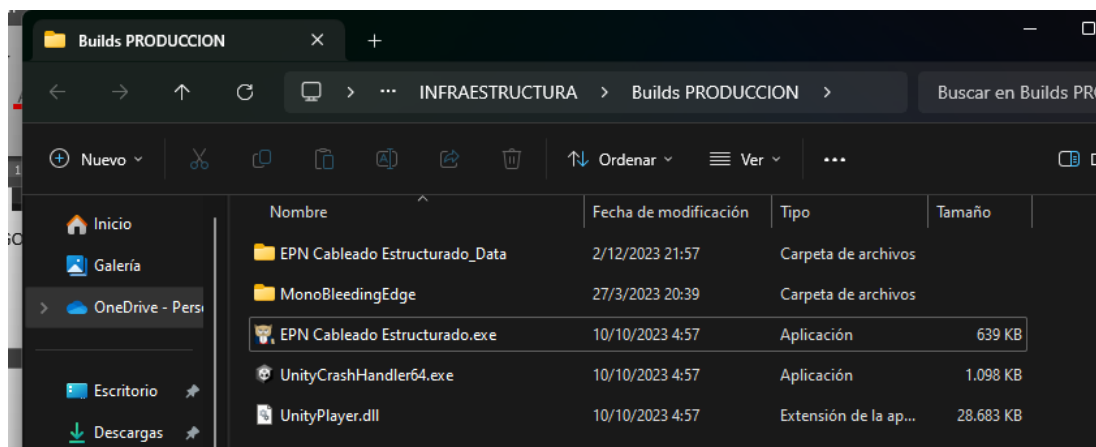 Builds PRODUCCION
INFRAESTRUCTURA > Builds PRODUCCION >
Buscar en Builds
Nuevo
Ordenar
Ver
Nombre Fecha de modificación Tipo Tamaño
Inicio
Galería
OneDrive -
Escritorio
Descargas
EPN Cableado Estructurado_Data 2/12/2023 21:57 Carpeta de archivos
MonoBleedingEdge 27/3/2023 20:39 Carpeta de archivos
EPN Cableado Estructurado.exe 10/10/2023 4:57 Aplicación 639 KB
UnityCrashHandler64.exe 10/10/2023 4:57 Aplicación 1.098 KB
UnityPlayer.dll 10/10/2023 4:57 Extensión de la ap... 28.683 KB